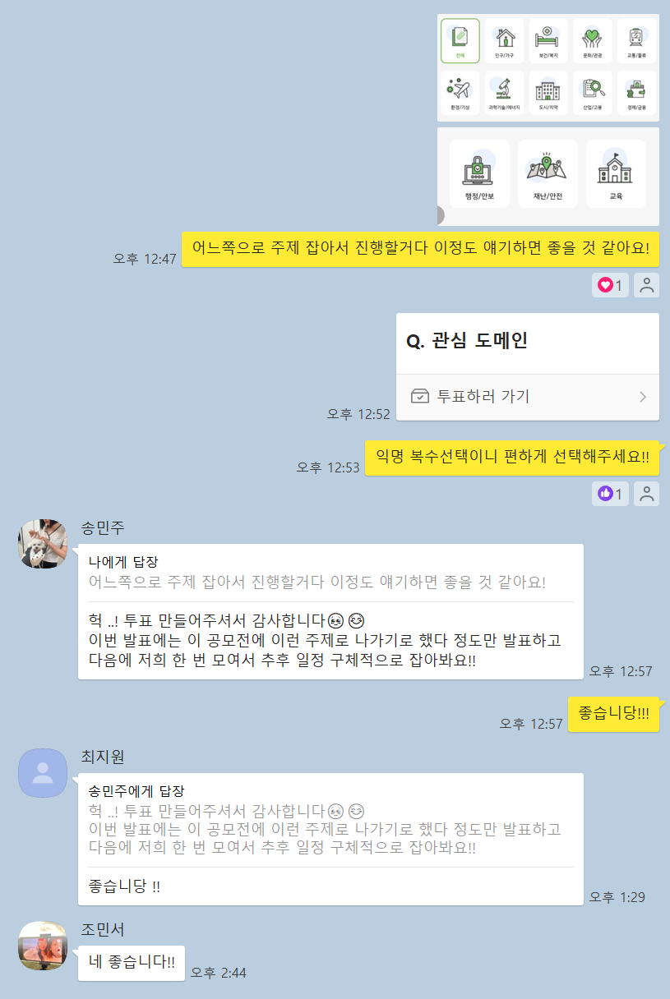 전체
인구/가구
보건/복지
문화/관광
교통/물류
환경/기상
과학기술/에너지
도시/지역
산업/고용
경제/금융
행정/안보
재난/안전
교육
어느쪽으로 주제 잡아서 진행할거다 이정도 얘기하면 좋을 것 같아요!
오후 12:47
1
Q. 관심 도메인
투표하러 가기
오후 12:52
익명 복수선택이니 편하게 선택해주세요!!
오후 12:53
1
송민주
나에게 답장
어느쪽으로 주제 잡아서 진행할거다 이정도 얘기하면 좋을 것 같아요!
헉 ..! 투표 만들어주셔서 감사합니다🥹 😊
이번 발표에는 이 공모전에 이런 주제로 나가기로 했다 정도만 발표하고
다음에 저희 한 번 모여서 추후 일정 구체적으로 잡아봐요!!
오후 12:57
좋습니당!!!
오후 12:57
최지원
송민주에게 답장
헉 ..! 투표 만들어주셔서 감사합니다🥹 😊
이번 발표에는 이 공모전에 이런 주제로 나가기로 했다 정도만 발표하고
다음에 저희 한 번 모여서 추후 일정 구체적으로 잡아봐요!!
좋습니당 !!
오후 1:29
조민서
네 좋습니다!!
오후 2:44